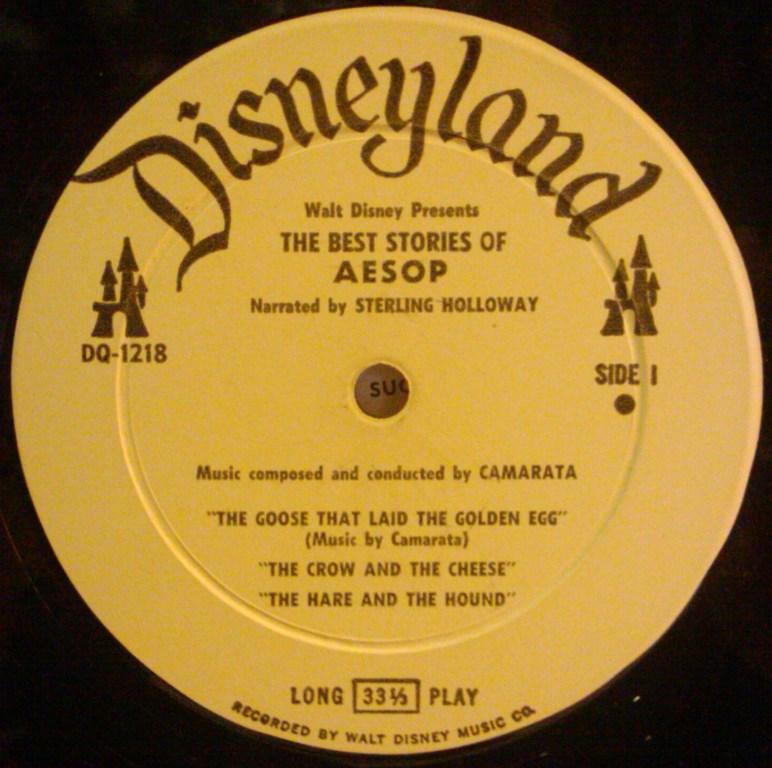 Disneyland
Walt Disney Presents
THE BEST STORIES OF
AESOP
Narrated by STERLING HOLLOWAY
DQ-1218
SIDE 1
SUC
Music composed and conducted by CAMARATA
"THE GOOSE THAT LAID THE GOLDEN EGG"
(Music by Camarata)
"THE CROW AND THE CHEESE"
"THE HARE AND THE HOUND"
LONG 33⅓ PLAY
RECORDED BY WALT DISNEY MUSIC CO.